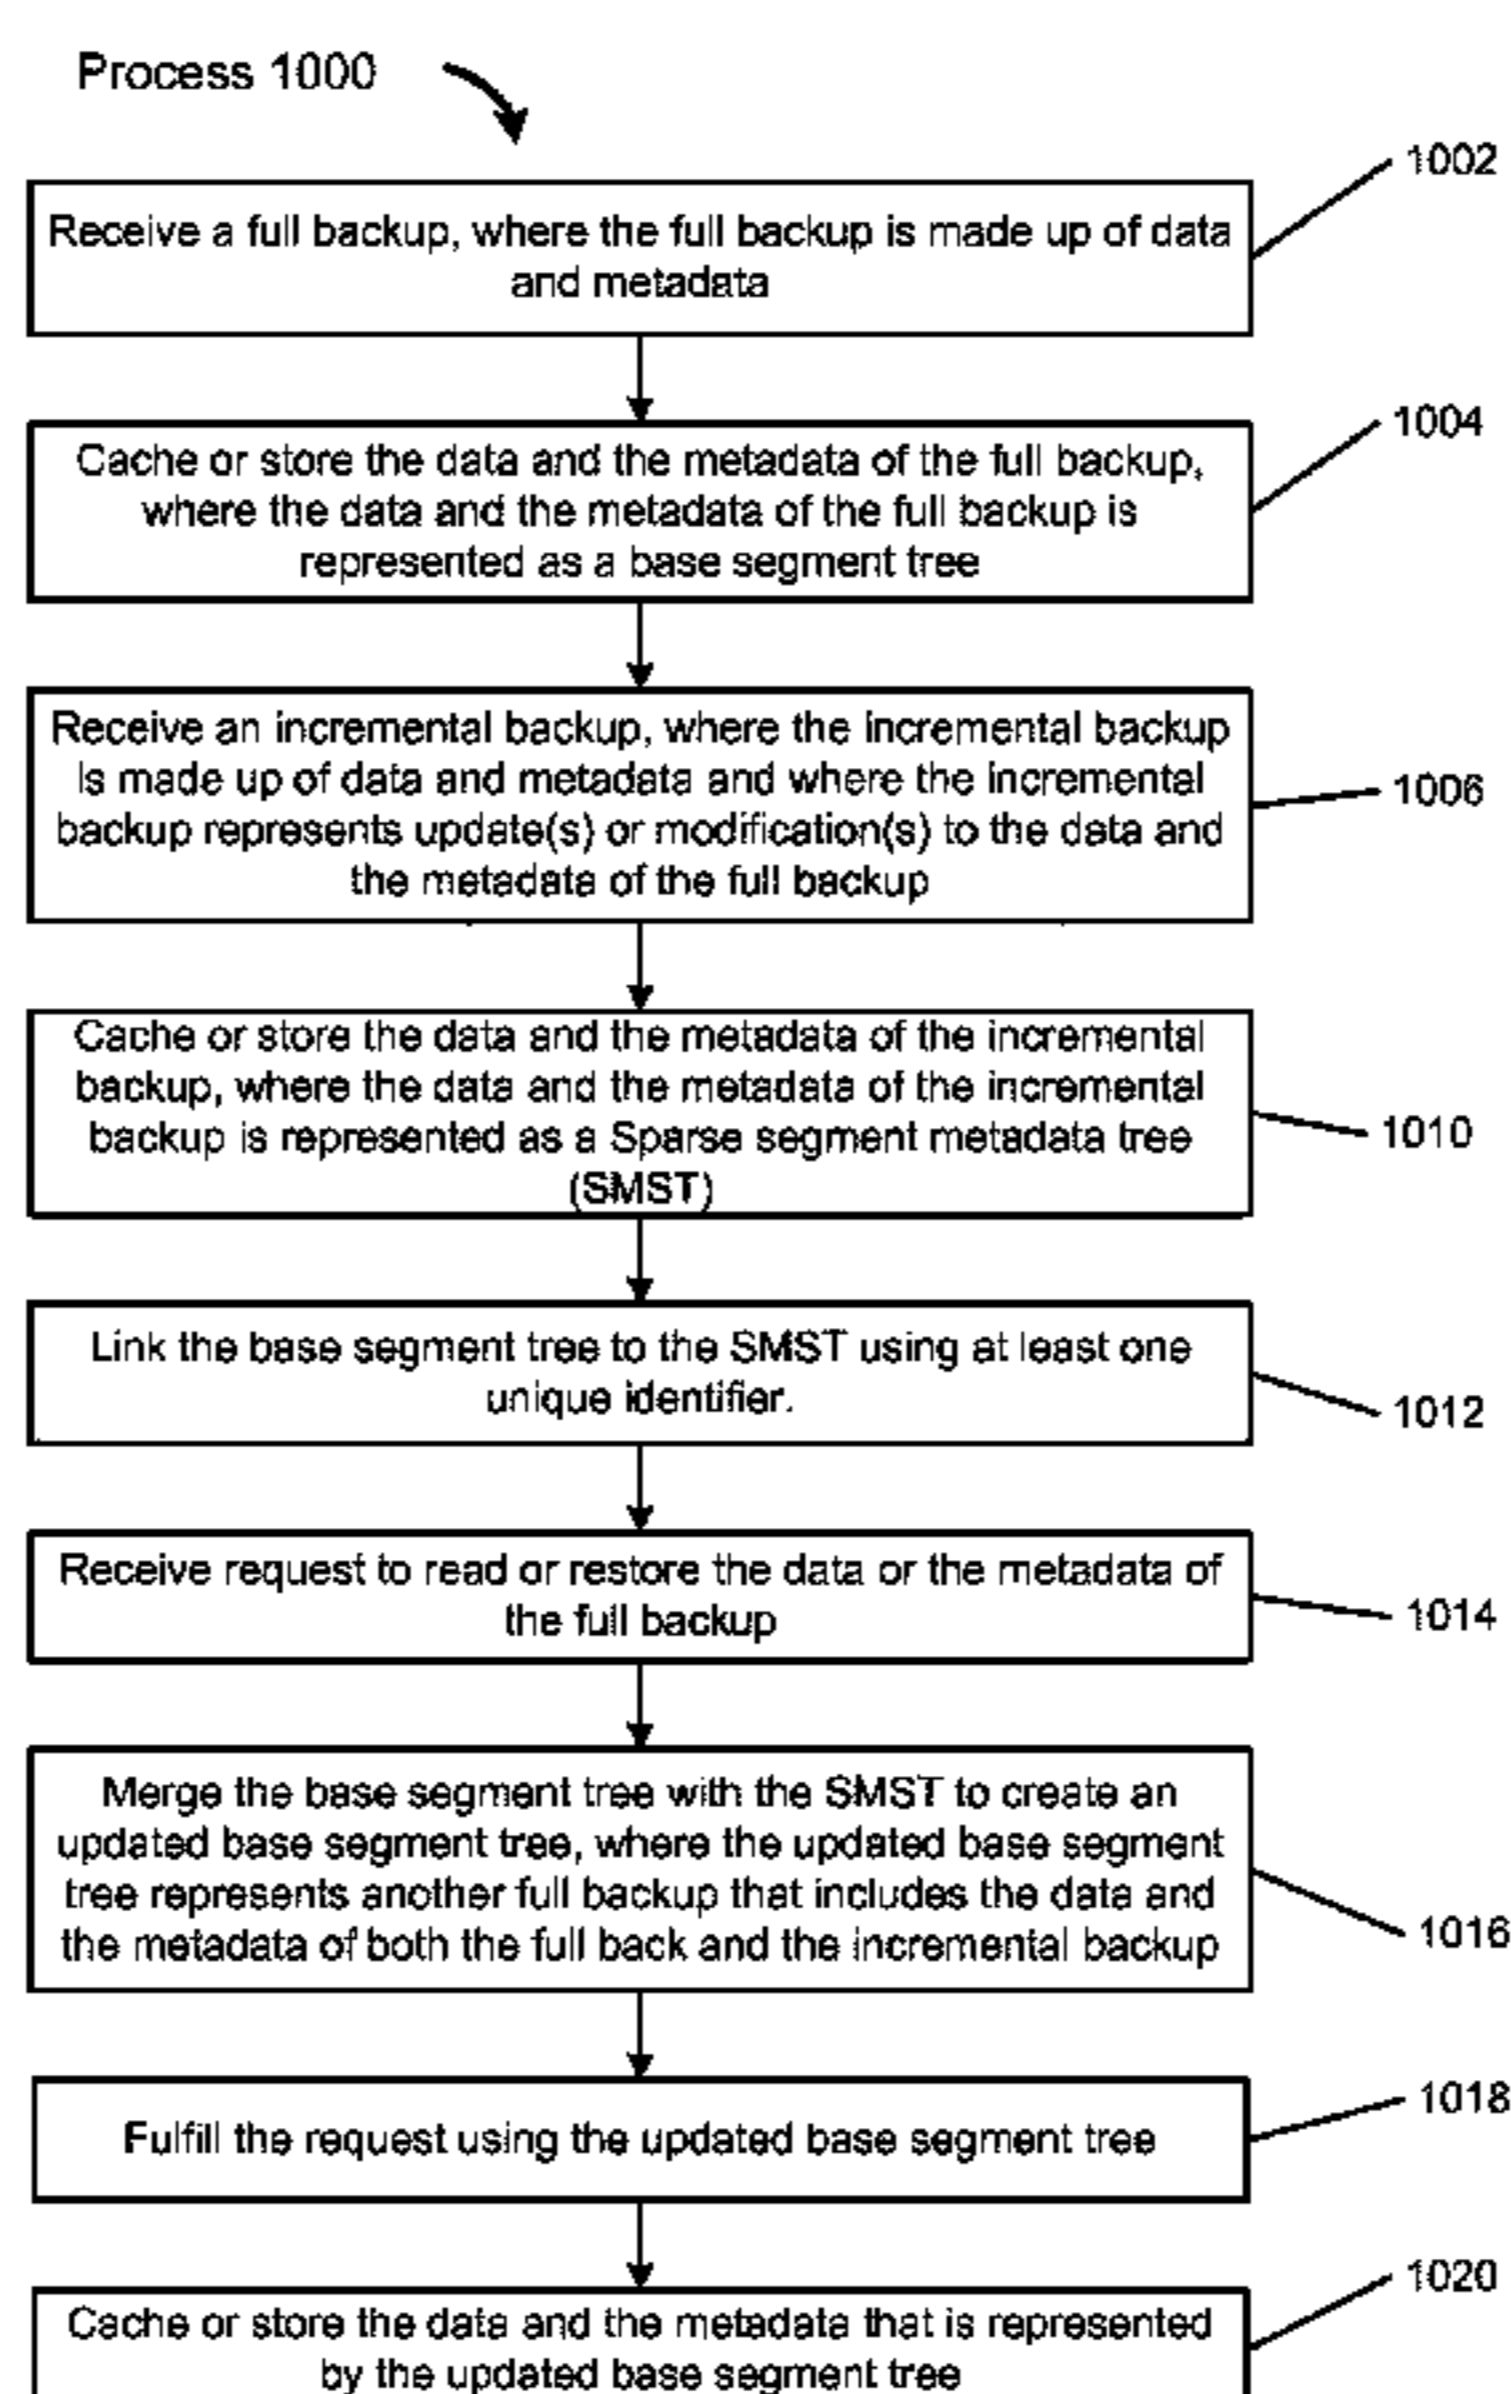 Process 1000
1002
Receive a full backup, where the full backup is made up of data
and metadata
1004
Cache or store the data and the metadata of the full backup,
where the data and the metadata of the full backup is
represented as a base segment tree
Receive an incremental backup, where the incremental backup
is made up of data and metadata and where the incremental
backup represents update(s) or modification(s) to the data and
the metadata of the full backup
1006
Cache or store the data and the metadata of the incremental
backup, where the data and the metadata of the incremental
backup is represented as a Sparse segment metadata tree
(SMST)
1010
Link the base segment tree to the SMST using at least one
unique identifier.
1012
Receive request to read or restore the data or the metadata of
the full backup
1014
Merge the base segment tree with the SMST to create an
updated base segment tree, where the updated base segment
tree represents another full backup that includes the data and
the metadata of both the full back and the incremental backup
1016
1018
Fulfill the request using the updated base segment tree
1020
Cache or store the data and the metadata that is represented
by the updated base segment tree